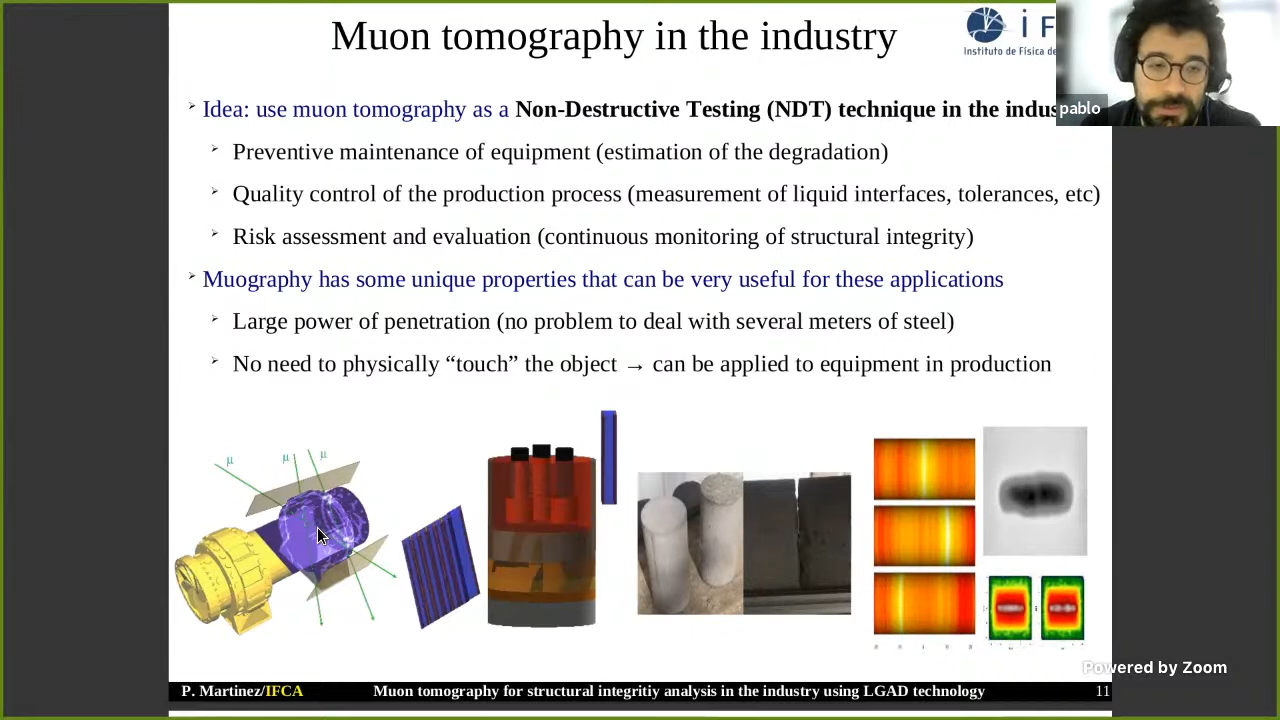 Muon tomography in the industry
Instituto de Física de
pablo
Idea: use muon tomography as a Non-Destructive Testing (NDT) technique in the indus
Preventive maintenance of equipment (estimation of the degradation)
Quality control of the production process (measurement of liquid interfaces, tolerances, etc)
Risk assessment and evaluation (continuous monitoring of structural integrity)
Muography has some unique properties that can be very useful for these applications
Large power of penetration (no problem to deal with several meters of steel)
No need to physically “touch” the object → can be applied to equipment in production
μ μ μ
Powered by Zoom
P. Martinez/IFCA Muon tomography for structural integritiy analysis in the industry using LGAD technology 11